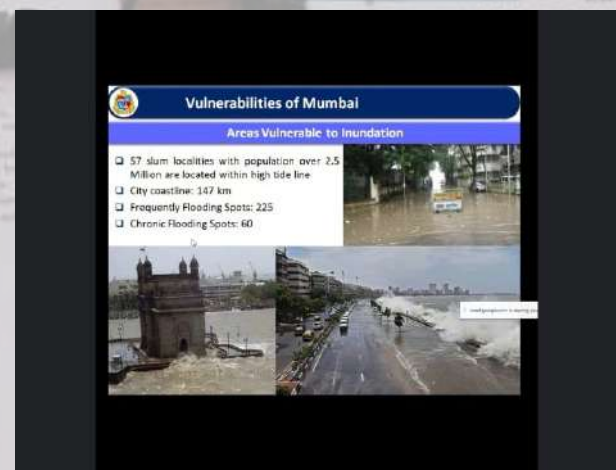 Vulnerabilities of Mumbai
Areas Vulnerable to Inundation
57 slum localities with population over 2.5
Million are located within high tide line
City coastline: 147 km
Frequently Flooding Spots: 225
Chronic Flooding Spots: 60